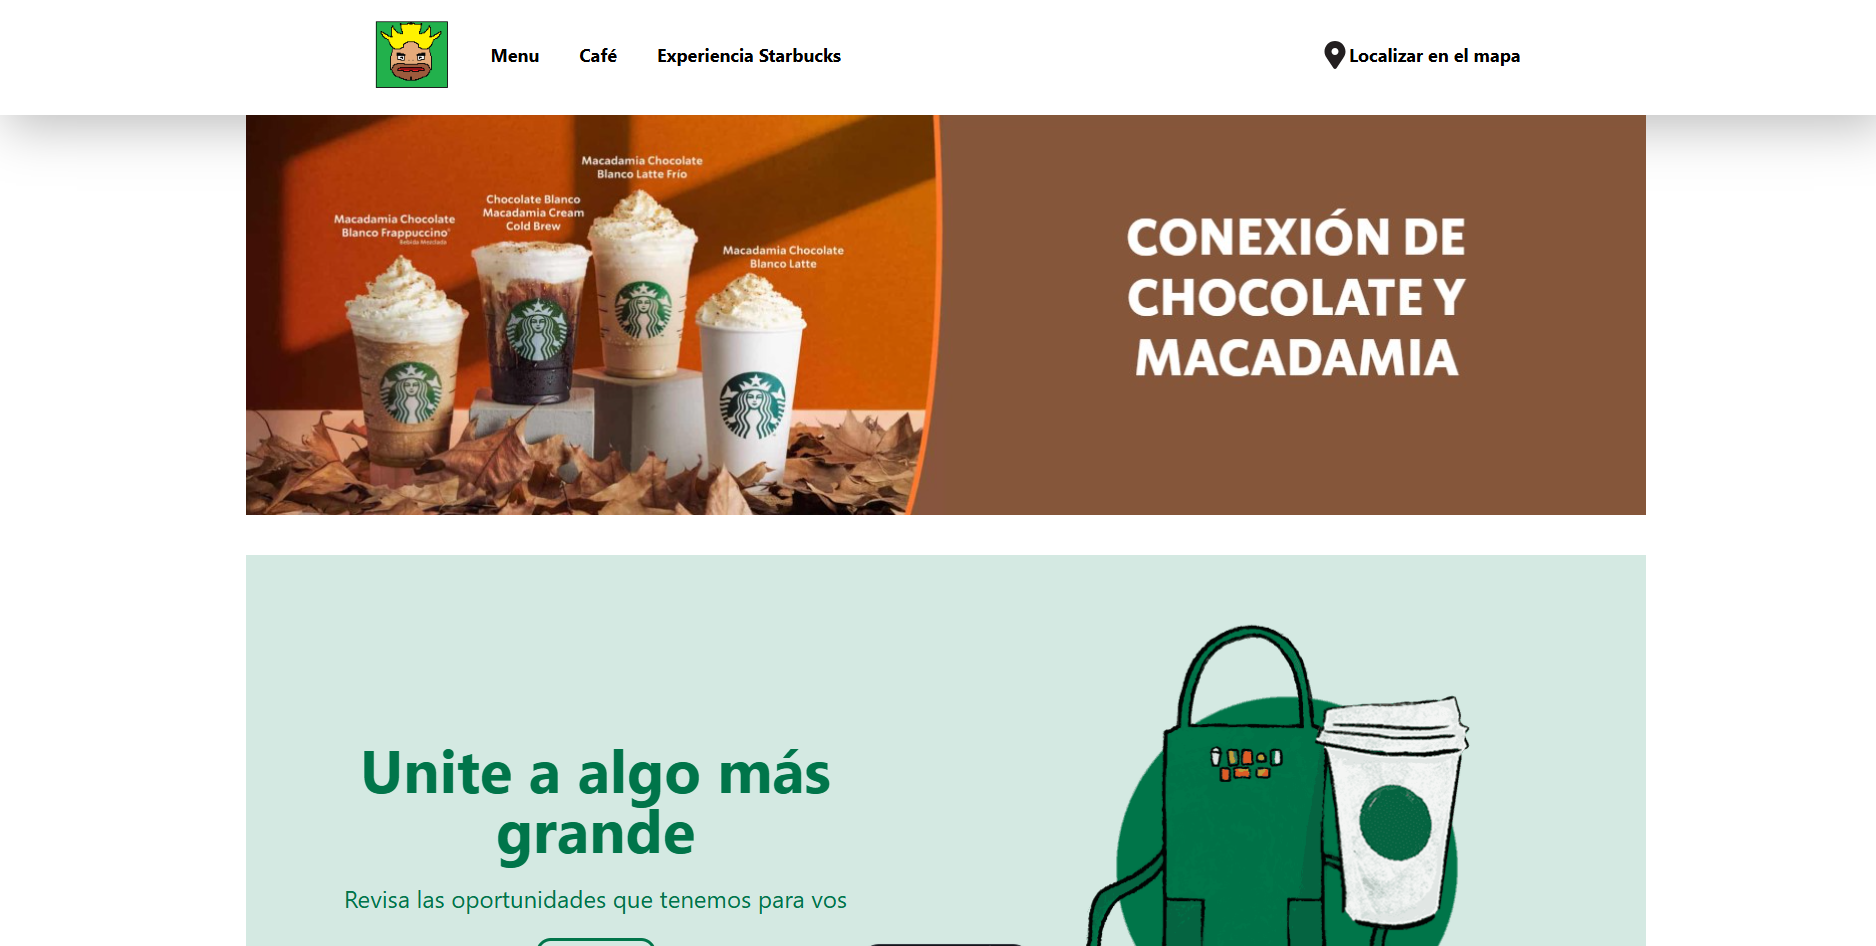 Menu
Café
Experiencia Starbucks
Localizar en el mapa
Macadamia Chocolate
Blanco Latte Frío
Chocolate Blanco
Macadamia Cream
Cold Brew
Macadamia Chocolate
Blanco Frappuccino®
Bebida Mezclada
Macadamia Chocolate
Blanco Latte
CONEXIÓN DE
CHOCOLATE Y
MACADAMIA
Unite a algo más
grande
Revisa las oportunidades que tenemos para vos